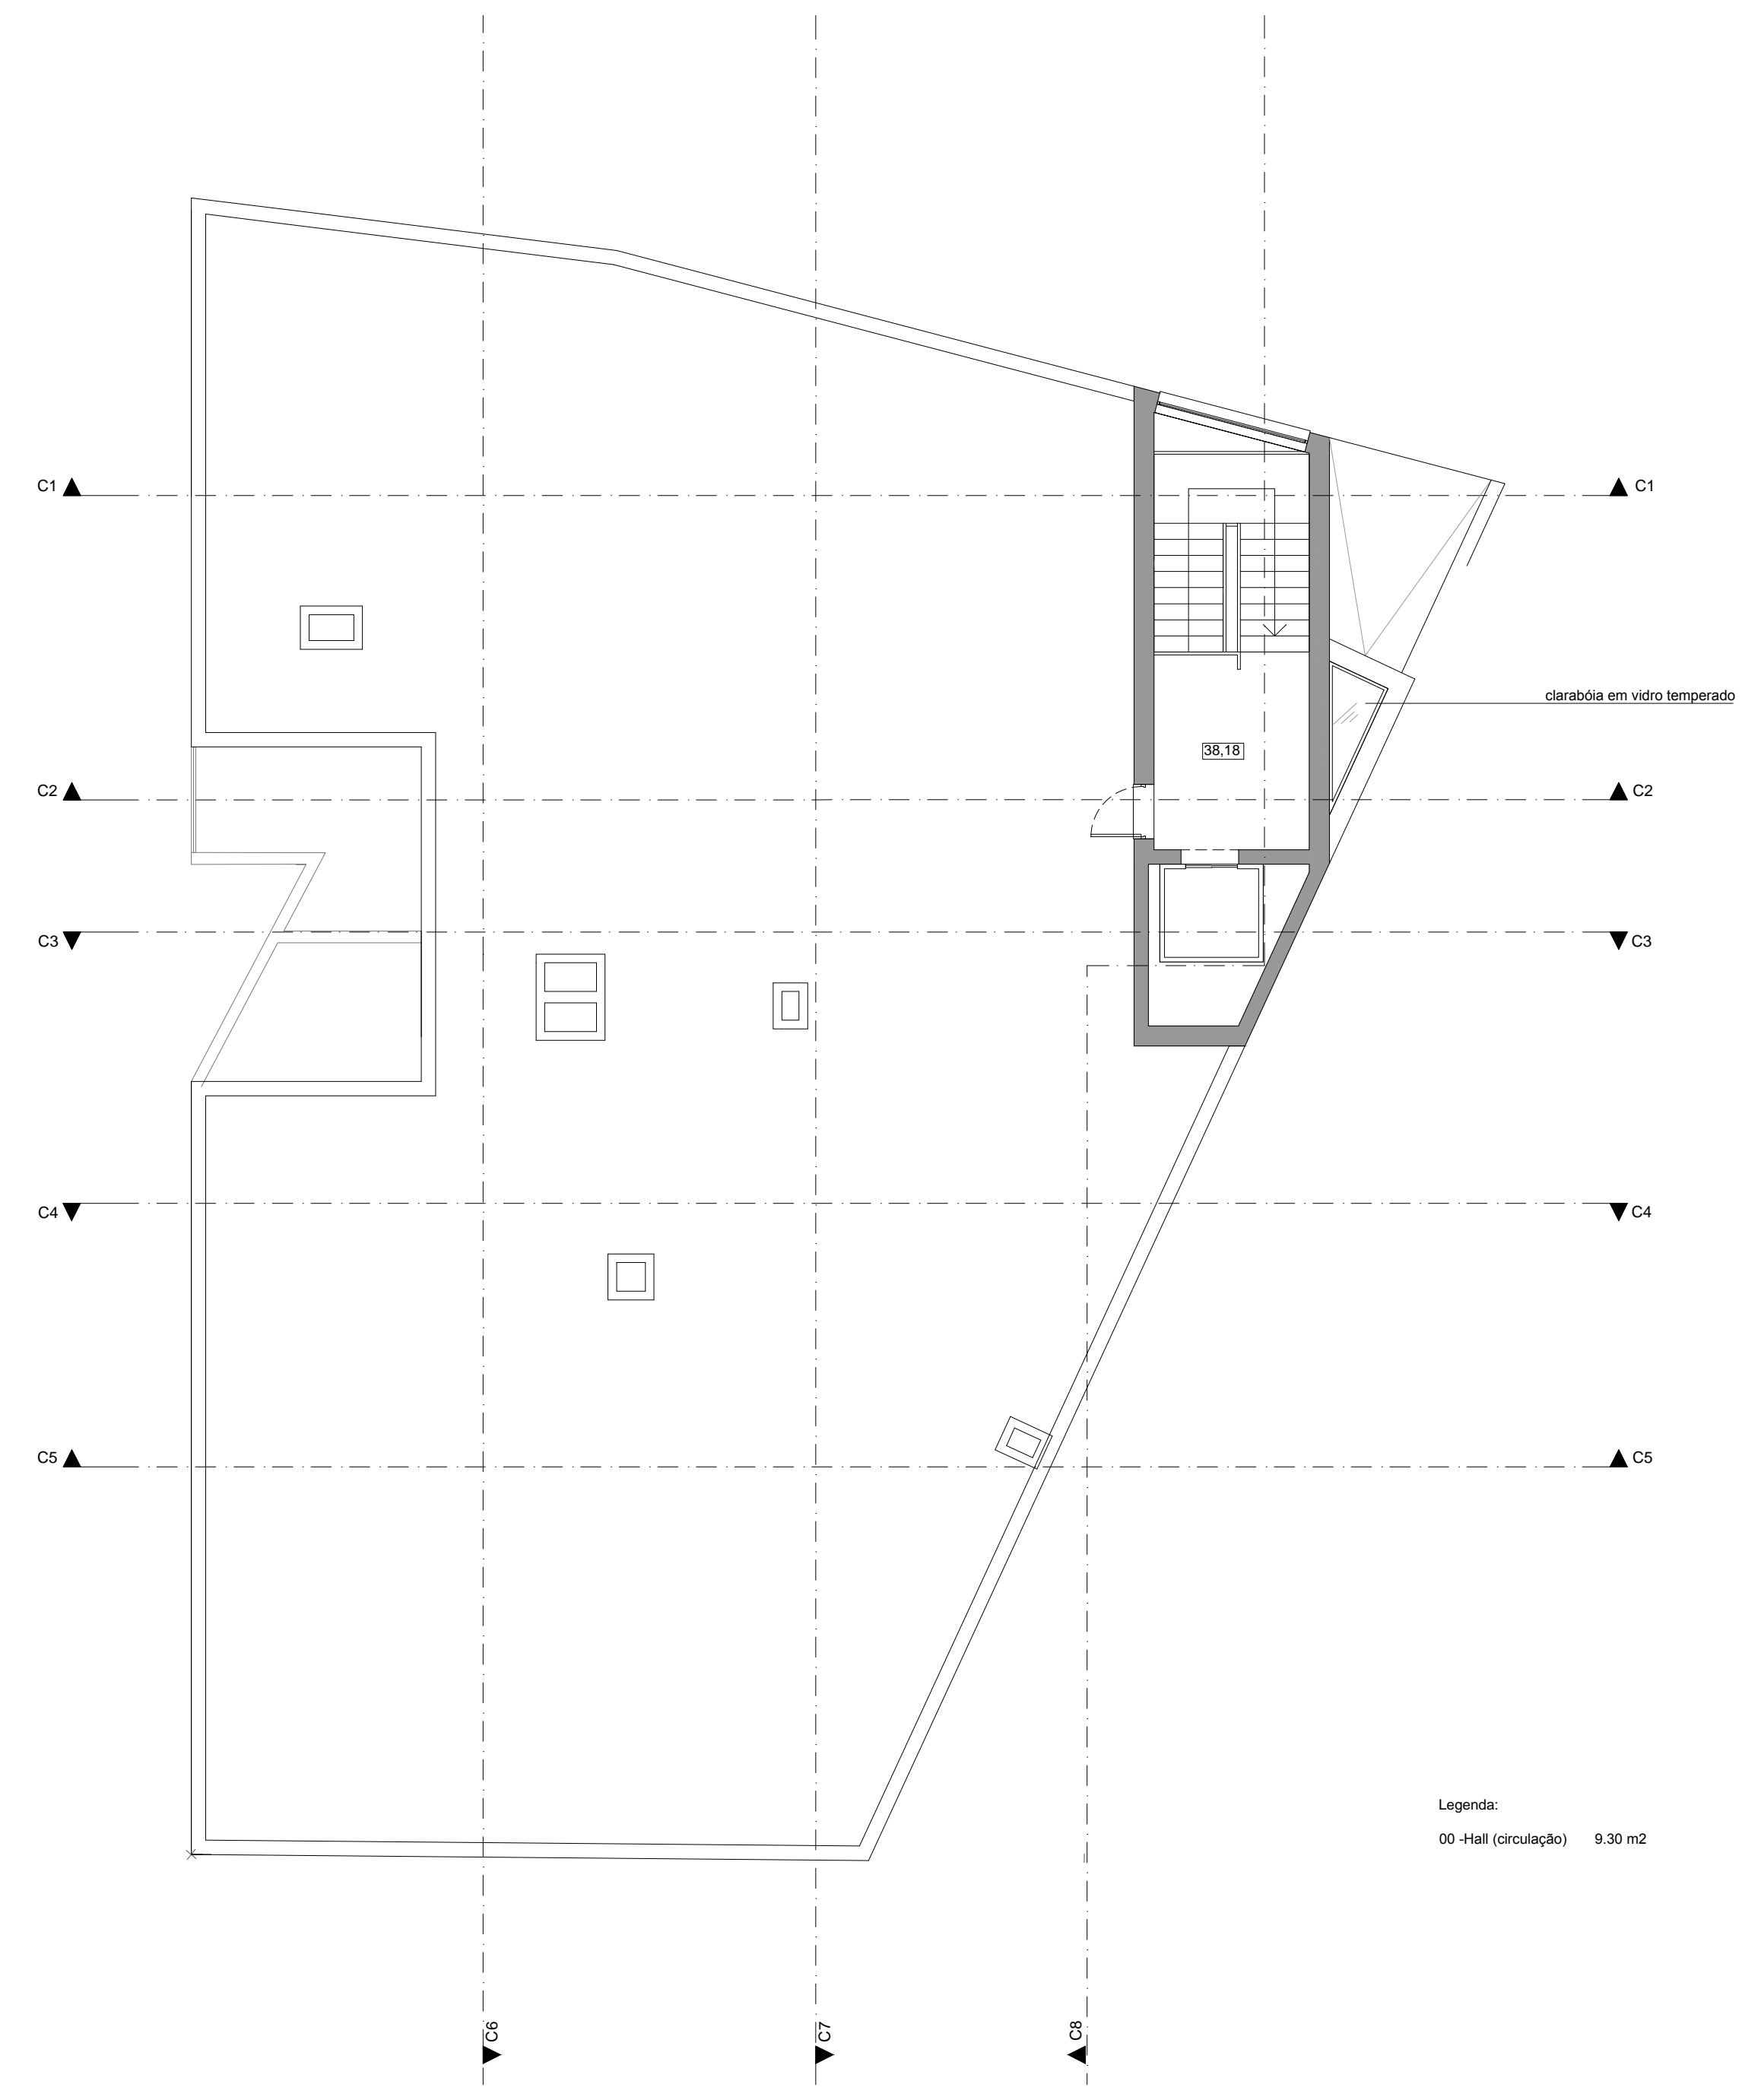 C1 C1
clarabóia em vidro temperado
38,18
C2 C2
C3 C3
C4 C4
C5 C5
Legenda:
00 -Hall (circulação) 9.30 m2
C6 C7 C8